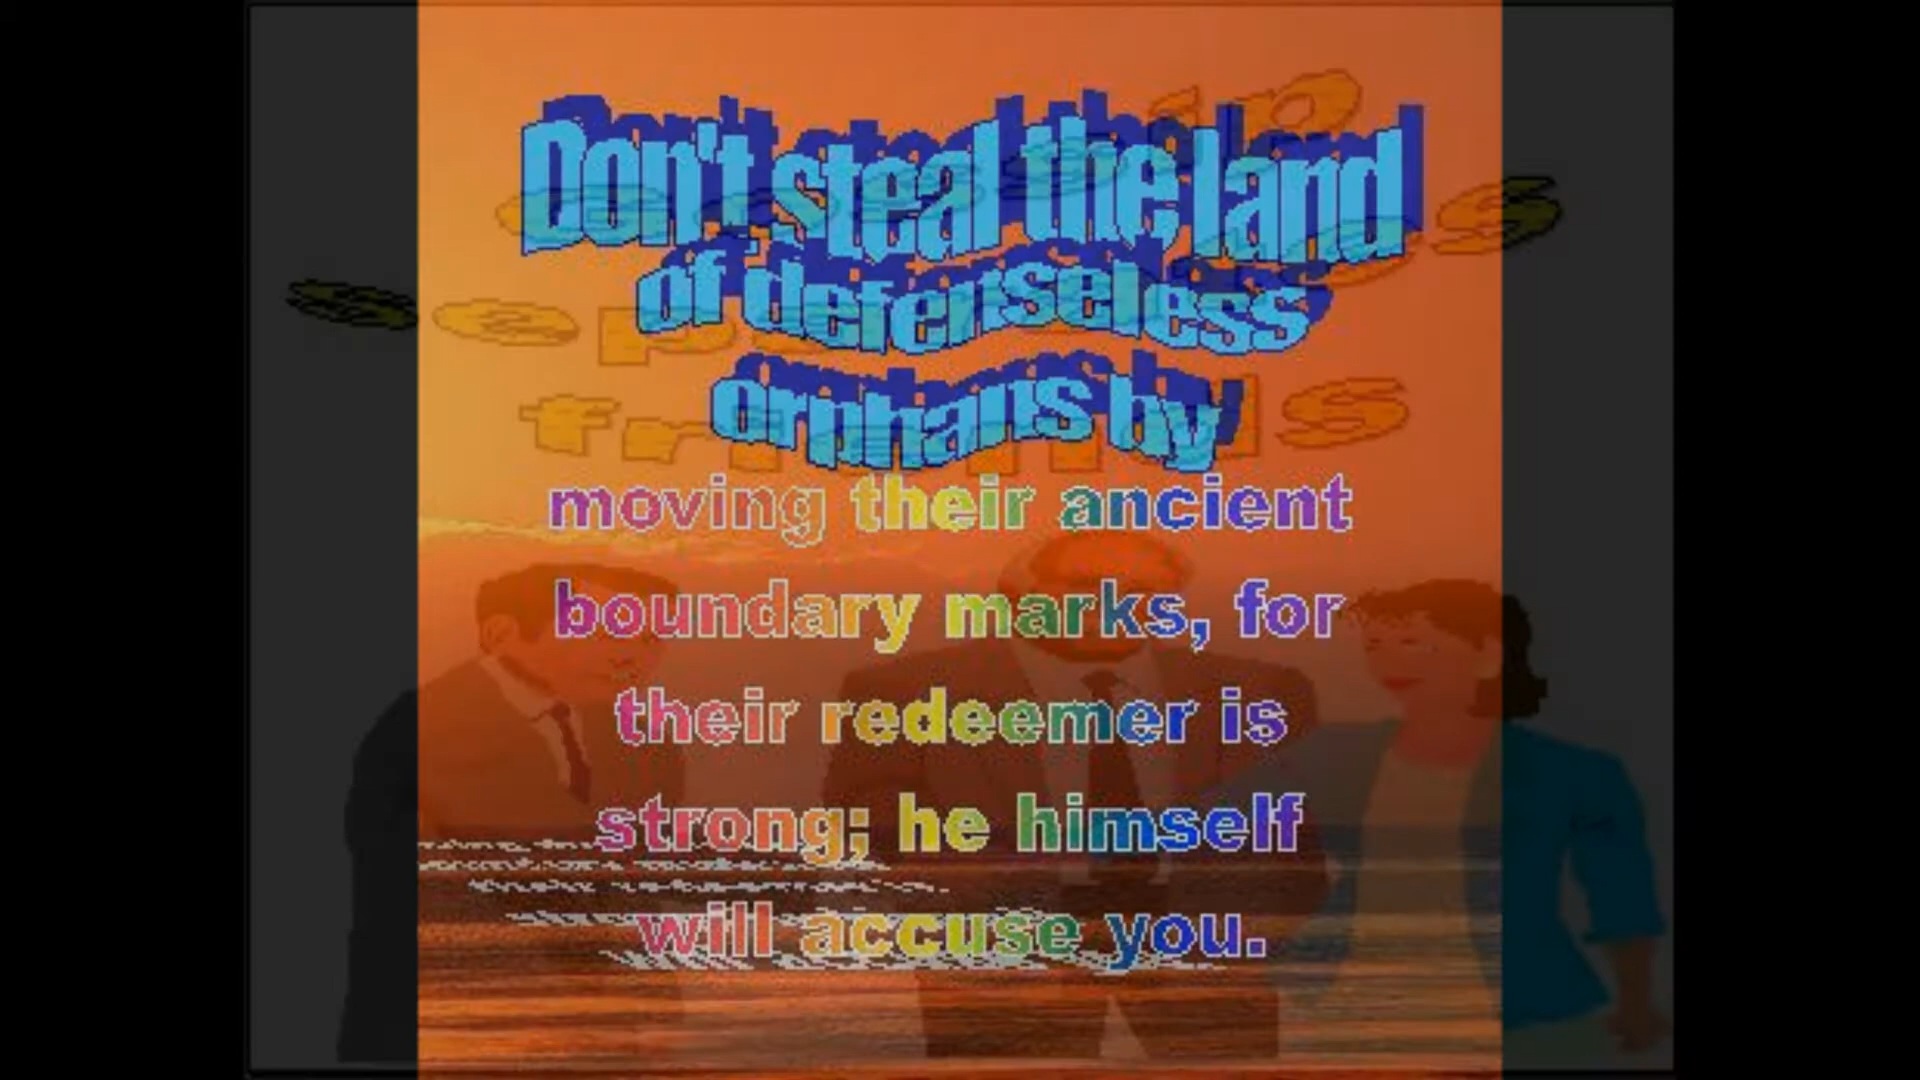 Don't steal the land
of defenseless
orphans by
moving their ancient
boundary marks, for
their redeemer is
strong; he himself
will accuse you.